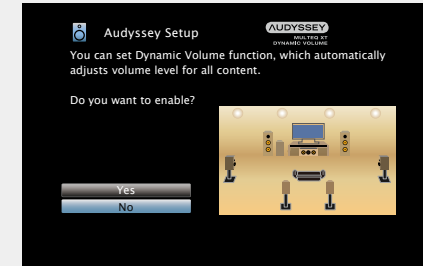 Audyssey Setup
AUDYSSEY
MULTEQ XT
DYNAMIC VOLUME
You can set Dynamic Volume function, which automatically
adjusts volume level for all content.
Do you want to enable?
Yes
No